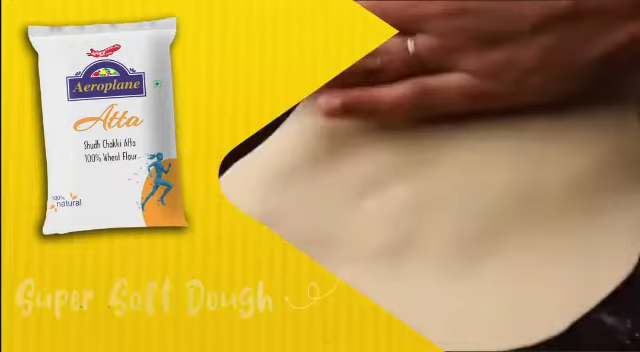 Aeroplane
Atta
Shudh Chakki Atta
100% Wheat Flour
100%
natural
Super Soft Dough